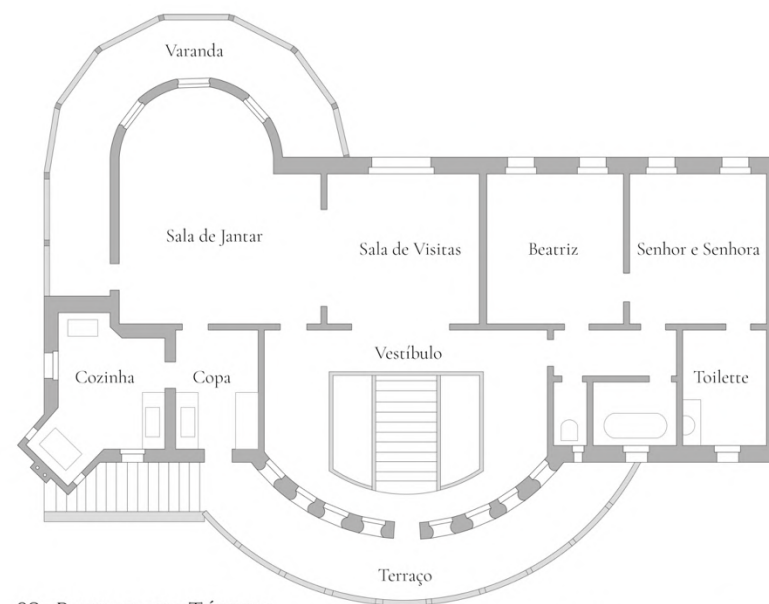 Varanda
Sala de Jantar
Sala de Visitas
Beatriz
Senhor e Senhora
Vestíbulo
Cozinha
Copa
Toilette
Terraço